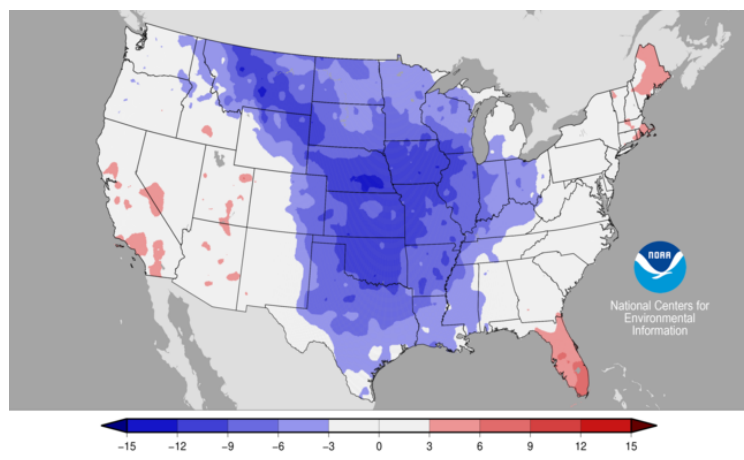 NOAA
National Centers for
Environmental
Information
−15 −12 −9 −6 −3 0 3 6 9 12 15